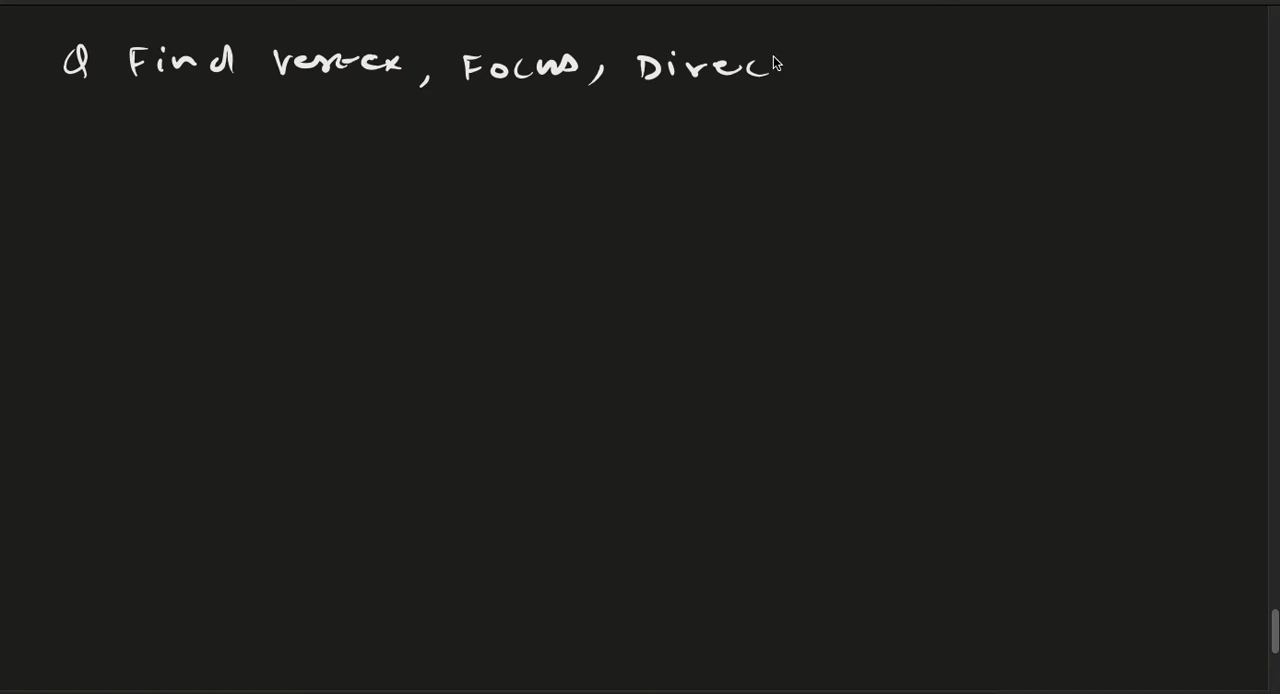 Q Find vertex, Focus, Direc